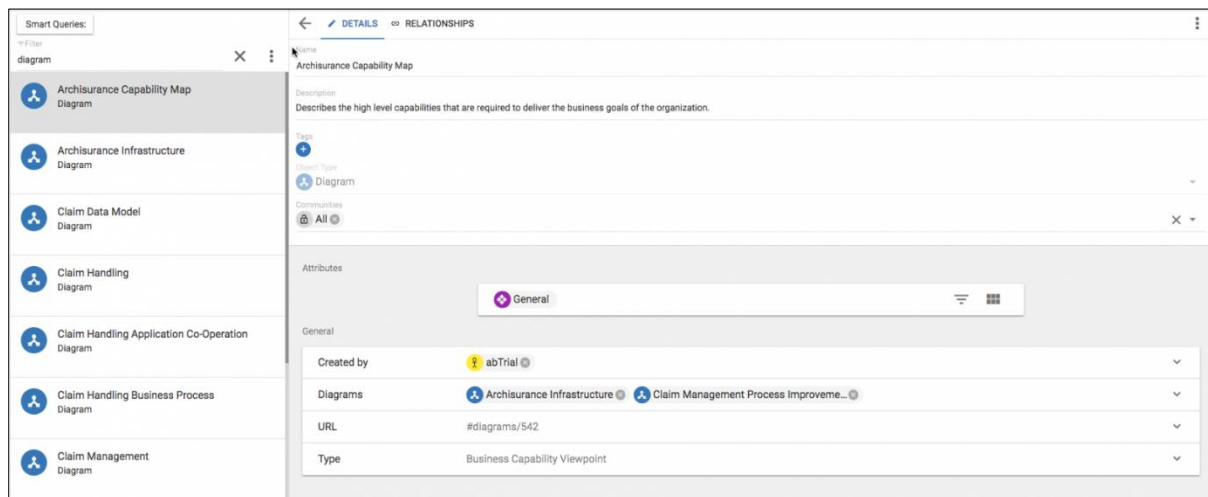 Smart Queries:
Filter
diagram
Archisurance Capability Map
Diagram
Archisurance Infrastructure
Diagram
Claim Data Model
Diagram
Claim Handling
Diagram
Claim Handling Application Co-Operation
Diagram
Claim Handling Business Process
Diagram
Claim Management
Diagram
DETAILS RELATIONSHIPS
Name
Archisurance Capability Map
Description
Describes the high level capabilities that are required to deliver the business goals of the organization.
Tags
Object Type
Diagram
Communities
All
Attributes
General
General
Created by abTrial
Diagrams Archisurance Infrastructure Claim Management Process Improveme...
URL #diagrams/542
Type Business Capability Viewpoint